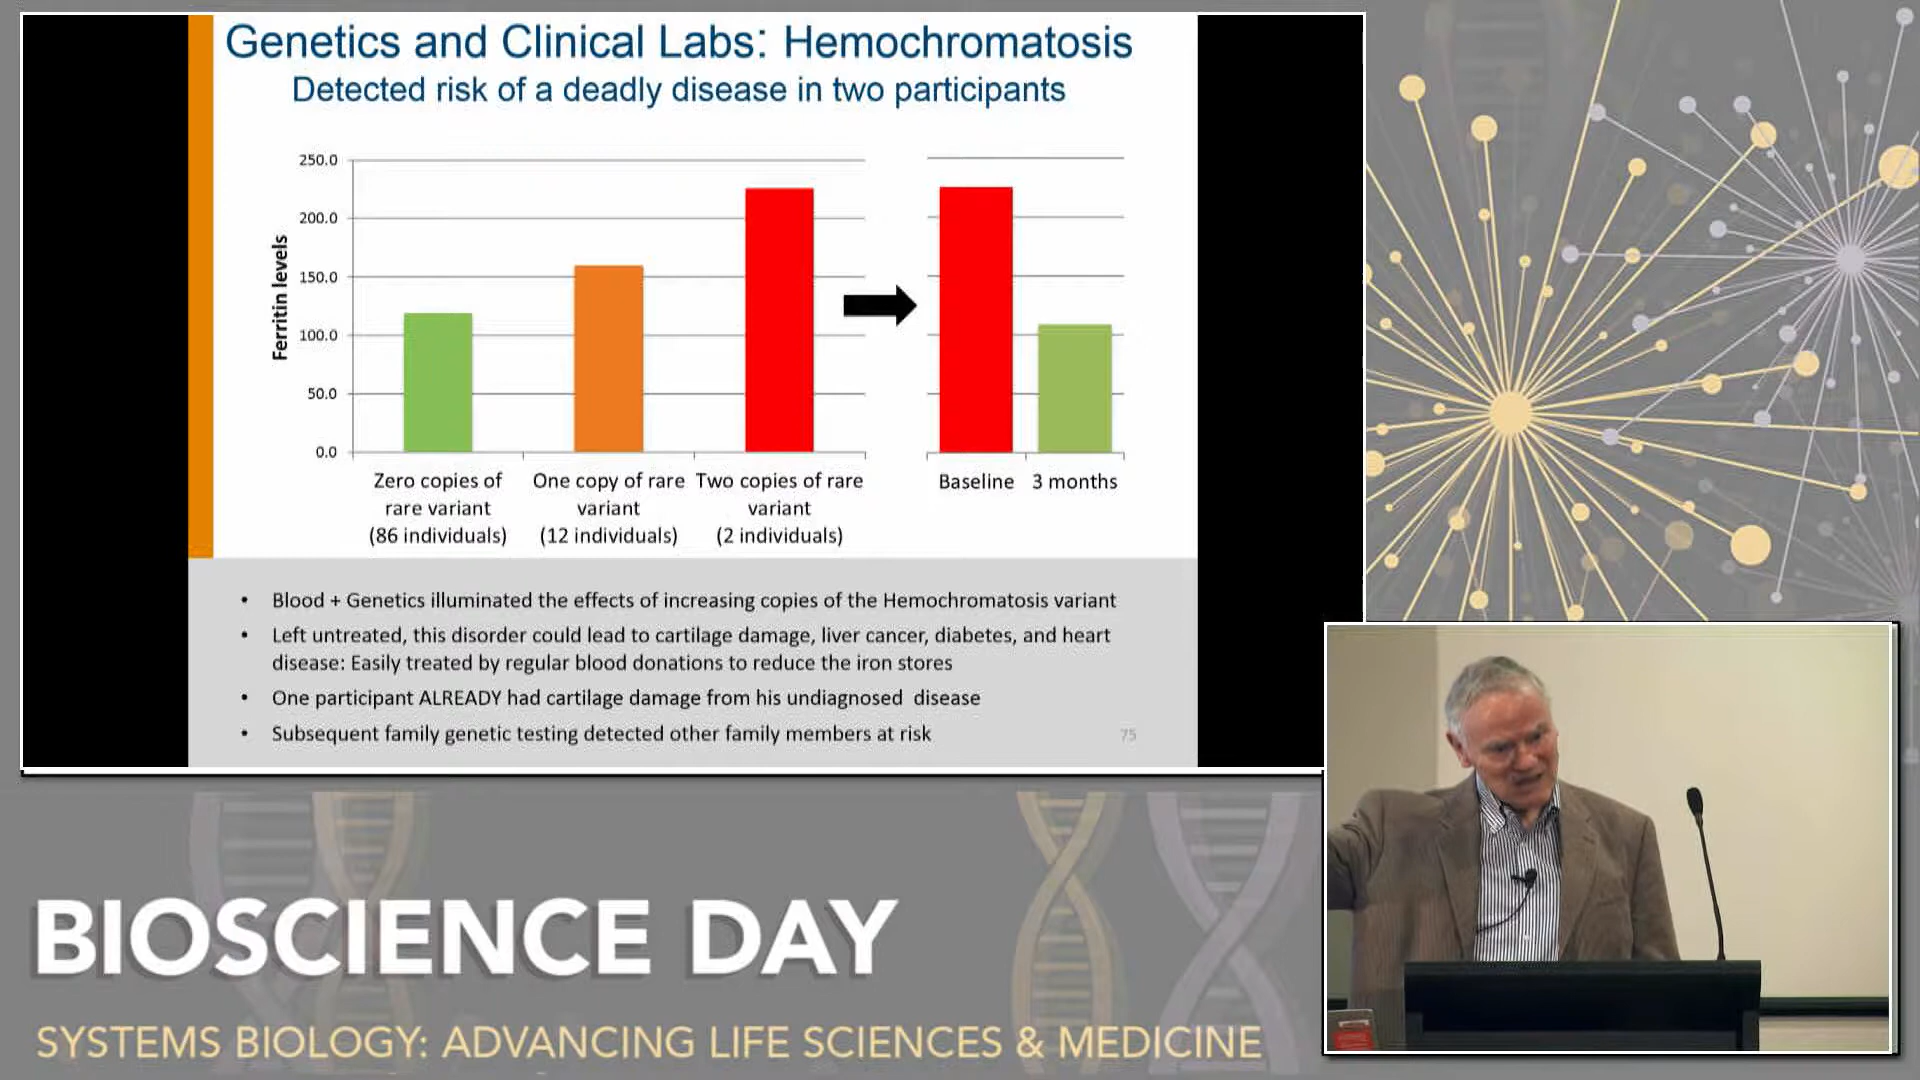 Genetics and Clinical Labs: Hemochromatosis
Detected risk of a deadly disease in two participants
Ferritin levels
250.0
200.0
150.0
100.0
50.0
0.0
Zero copies of
rare variant
(86 individuals)
One copy of rare
variant
(12 individuals)
Two copies of rare
variant
(2 individuals)
Baseline
3 months
• Blood + Genetics illuminated the effects of increasing copies of the Hemochromatosis variant
• Left untreated, this disorder could lead to cartilage damage, liver cancer, diabetes, and heart
disease: Easily treated by regular blood donations to reduce the iron stores
• One participant ALREADY had cartilage damage from his undiagnosed disease
• Subsequent family genetic testing detected other family members at risk
75
BIOSCIENCE DAY
SYSTEMS BIOLOGY: ADVANCING LIFE SCIENCES & MEDICINE